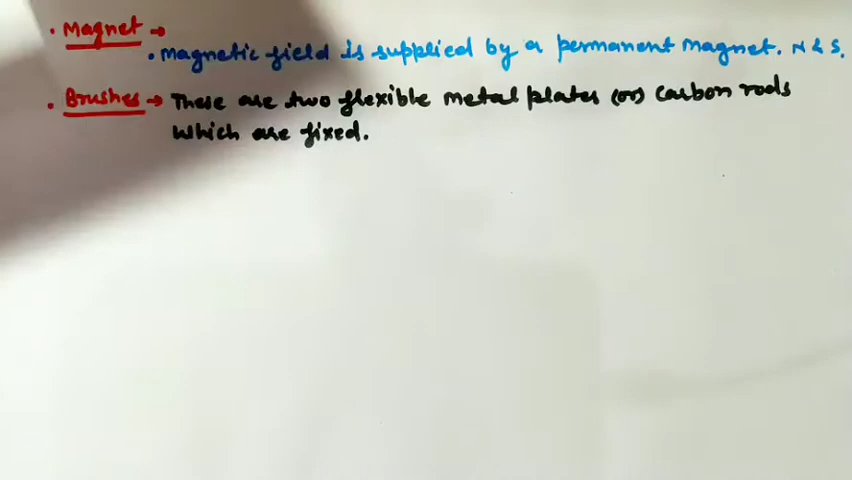 • Magnet →
• Magnetic field is supplied by a permanent magnet. N & S.
• Brushes → These are two flexible metal plates (or) carbon rods
which are fixed.